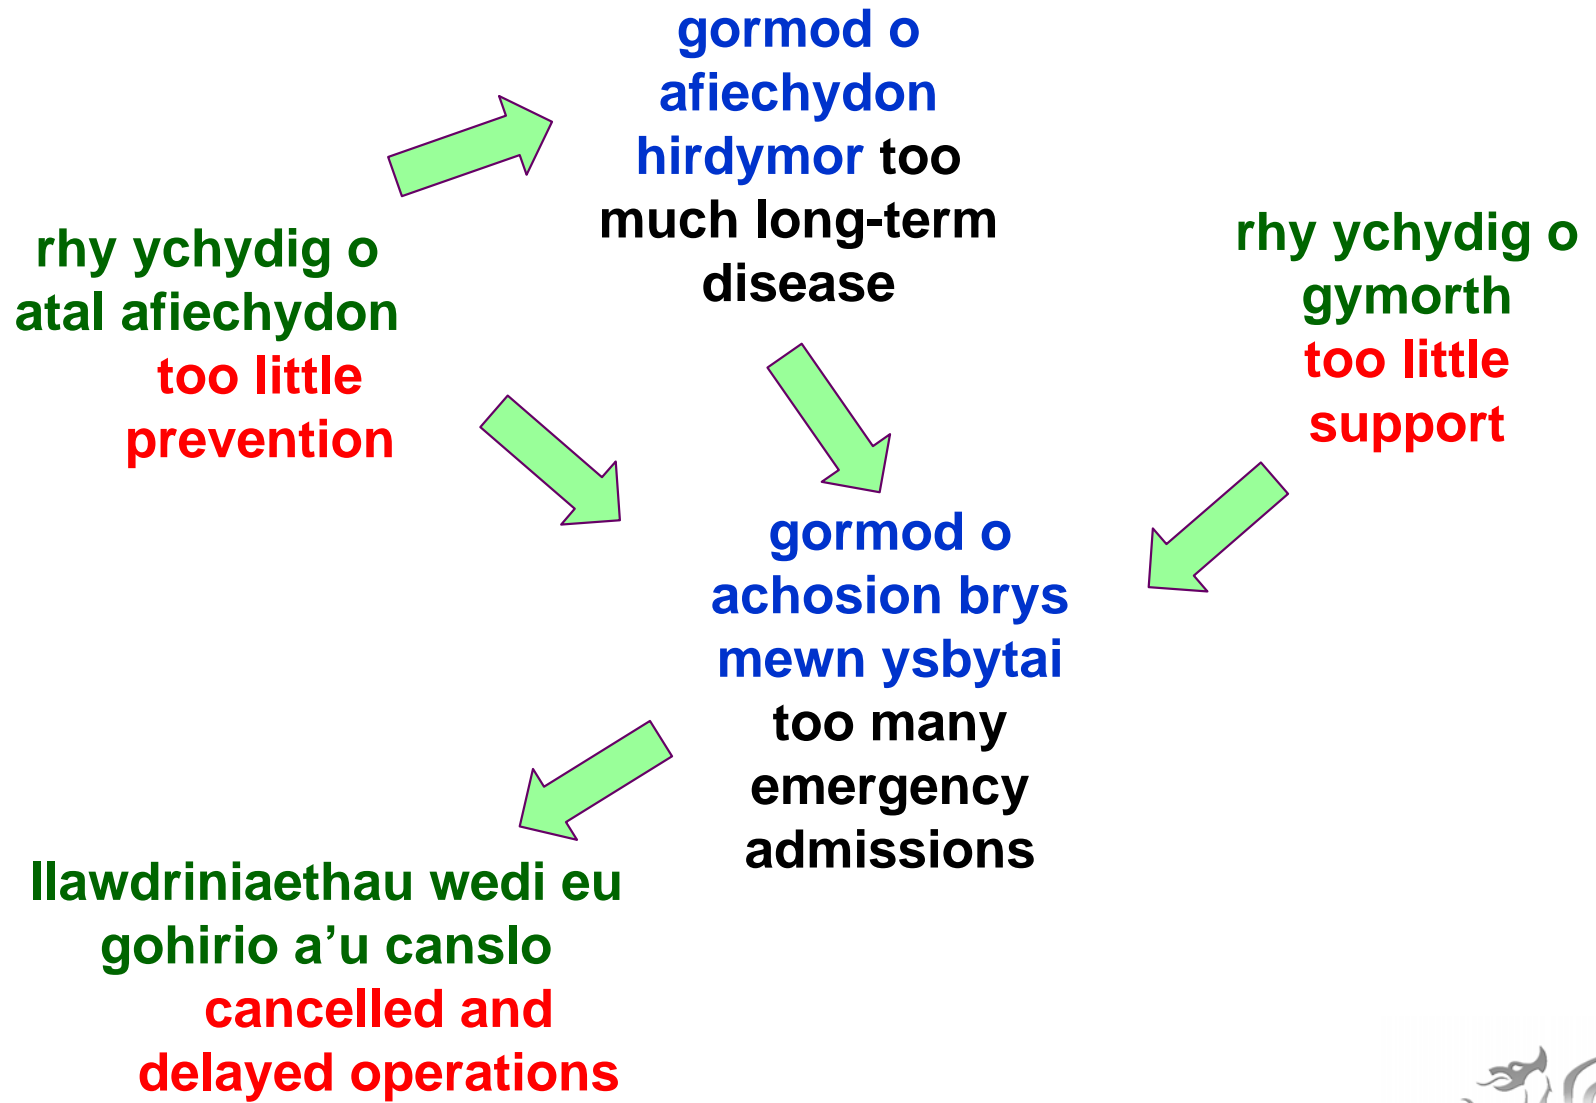 gormod o
afiechydon
hirdymor too
much long-term
disease
rhy ychydig o
atal afiechydon
too little
prevention
rhy ychydig o
gymorth
too little
support
gormod o
achosion brys
mewn ysbytai
too many
emergency
admissions
llawdriniaethau wedi eu
gohirio a’u canslo
cancelled and
delayed operations